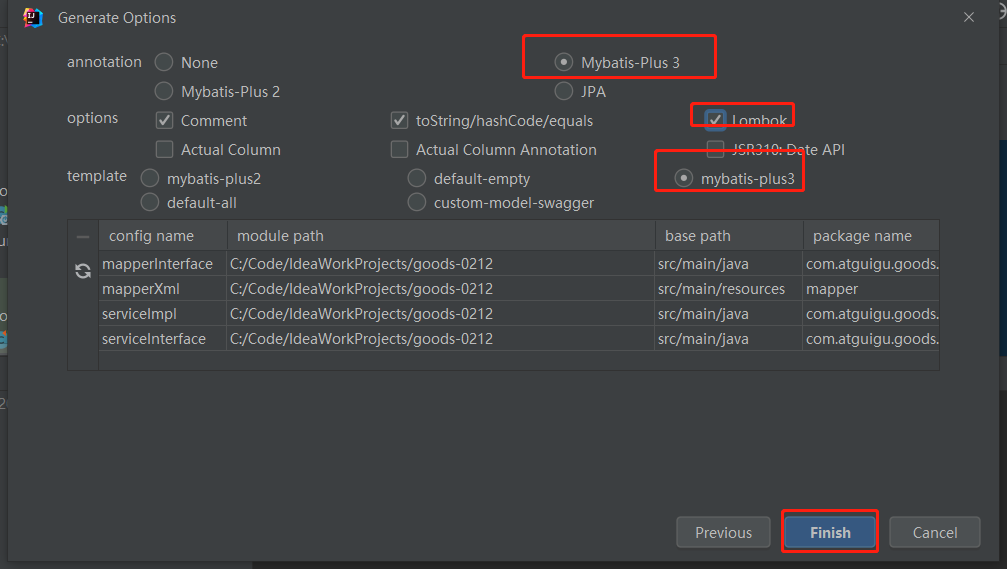 Generate Options
annotation None Mybatis-Plus 3
Mybatis-Plus 2 JPA
options Comment toString/hashCode/equals Lombok
Actual Column Actual Column Annotation JSR310: Date API
template mybatis-plus2 default-empty mybatis-plus3
default-all custom-model-swagger
config name module path base path package name
mapperInterface C:/Code/IdeaWorkProjects/goods-0212 src/main/java com.atguigu.goods.
mapperXml C:/Code/IdeaWorkProjects/goods-0212 src/main/resources mapper
serviceImpl C:/Code/IdeaWorkProjects/goods-0212 src/main/java com.atguigu.goods.
serviceInterface C:/Code/IdeaWorkProjects/goods-0212 src/main/java com.atguigu.goods.
Previous Finish Cancel